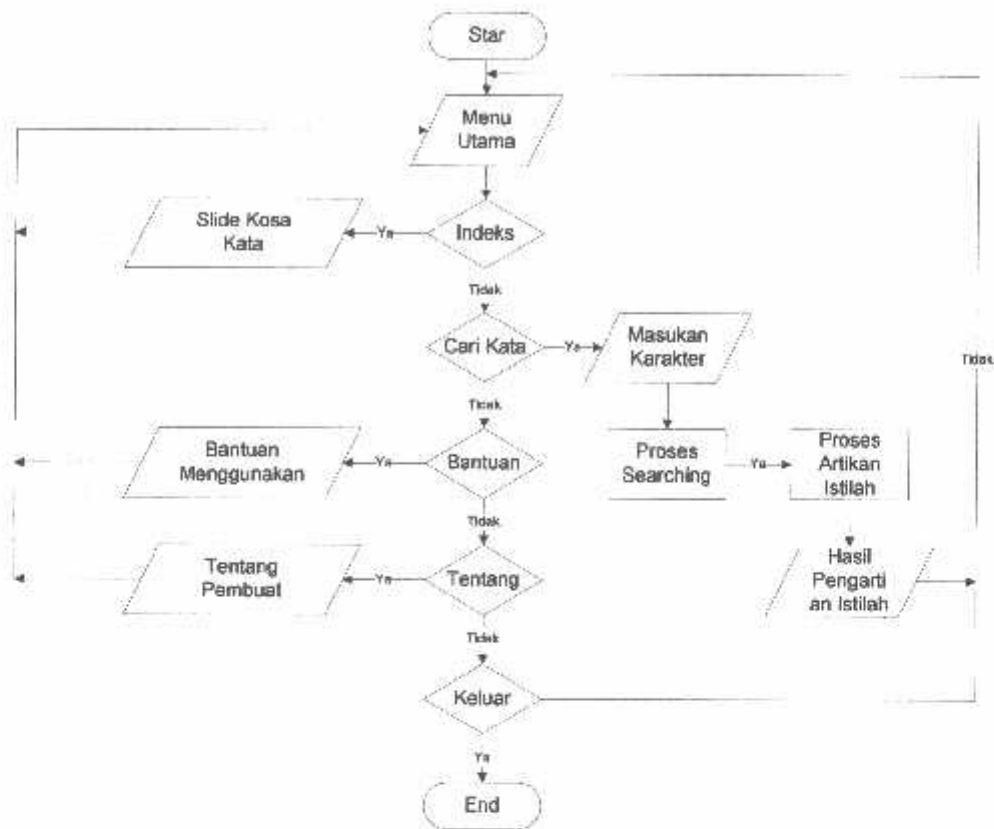 Star
Menu
Utama
Slide Kosa
Kata
Ya
Indeks
Tidak
Cari Kata
Ya
Masukan
Karakter
Tidak
Tidak
Bantuan
Menggunakan
Ya
Bantuan
Proses
Searching
Ya
Proses
Artikan
Istilah
Tidak
Tentang
Pembuat
Ya
Tentang
Hasil
Pengarti
an Istilah
Tidak
Keluar
Ya
End